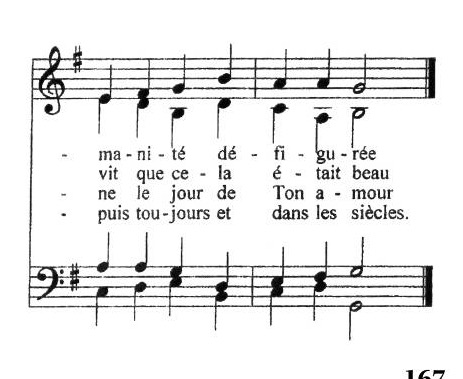 - ma - ni - té dé - fi - gu - rée
- vit que ce - la é - tait beau
- ne le jour de Ton a - mour
- puis tou - jours et dans les siècles.
167